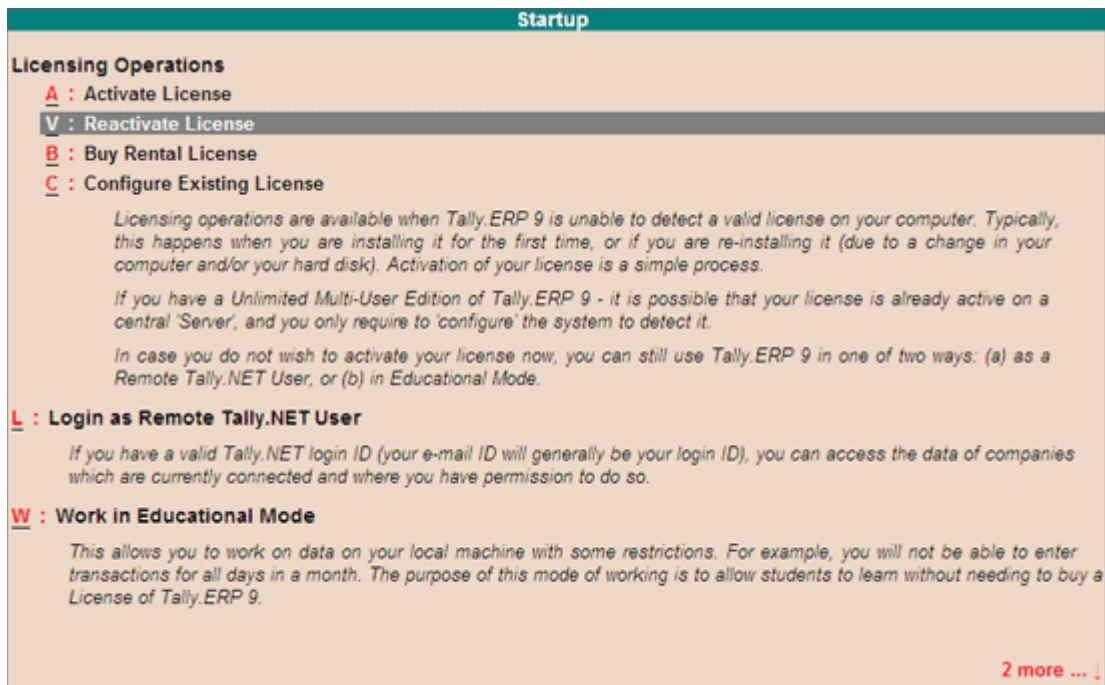 Startup
Licensing Operations
A : Activate License
V : Reactivate License
B : Buy Rental License
C : Configure Existing License
Licensing operations are available when Tally.ERP 9 is unable to detect a valid license on your computer. Typically,
this happens when you are installing it for the first time, or if you are re-installing it (due to a change in your
computer and/or your hard disk). Activation of your license is a simple process.
If you have a Unlimited Multi-User Edition of Tally.ERP 9 - it is possible that your license is already active on a
central 'Server', and you only require to 'configure' the system to detect it.
In case you do not wish to activate your license now, you can still use Tally.ERP 9 in one of two ways: (a) as a
Remote Tally.NET User, or (b) in Educational Mode.
L : Login as Remote Tally.NET User
If you have a valid Tally.NET login ID (your e-mail ID will generally be your login ID), you can access the data of companies
which are currently connected and where you have permission to do so.
W : Work in Educational Mode
This allows you to work on data on your local machine with some restrictions. For example, you will not be able to enter
transactions for all days in a month. The purpose of this mode of working is to allow students to learn without needing to buy a
License of Tally.ERP 9.
2 more ... ↓